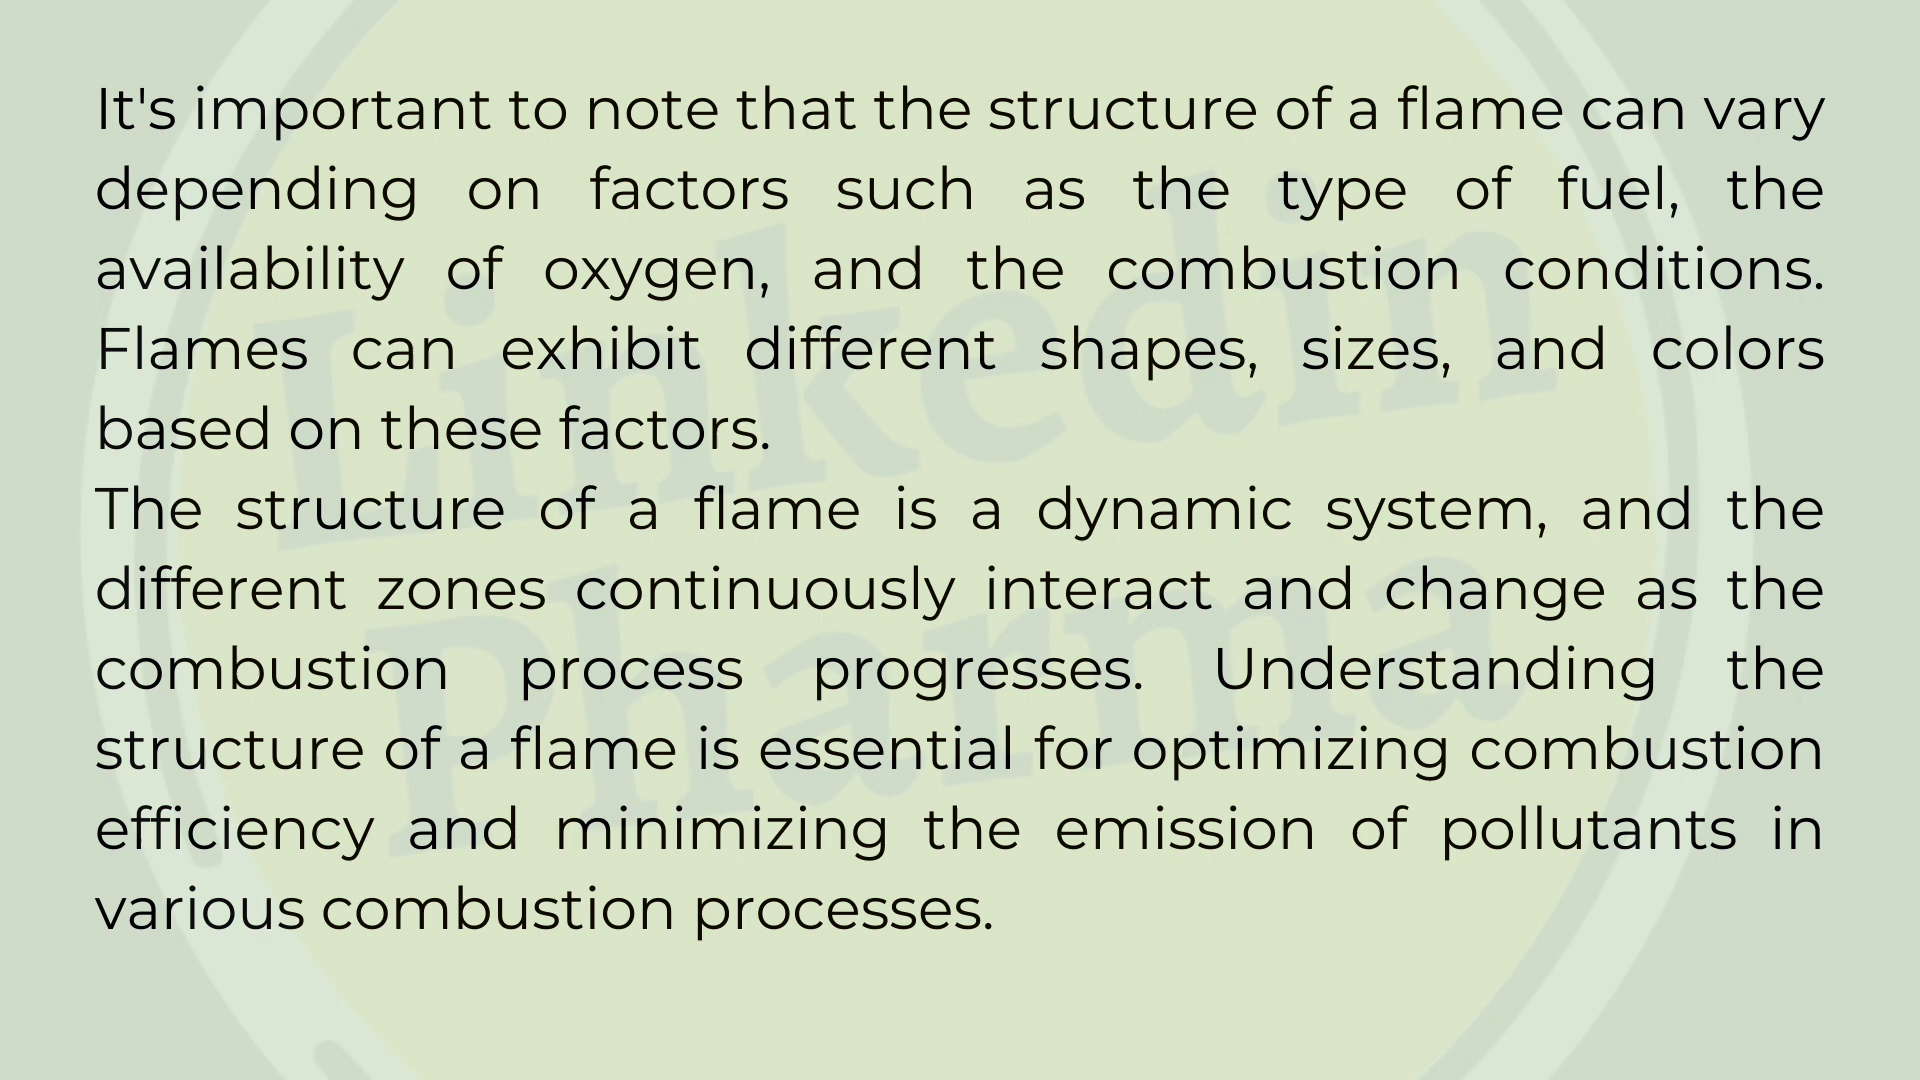 It's important to note that the structure of a flame can vary
depending on factors such as the type of fuel, the
availability of oxygen, and the combustion conditions.
Flames can exhibit different shapes, sizes, and colors
based on these factors.
The structure of a flame is a dynamic system, and the
different zones continuously interact and change as the
combustion process progresses. Understanding the
structure of a flame is essential for optimizing combustion
efficiency and minimizing the emission of pollutants in
various combustion processes.
Linkedin
Pharma